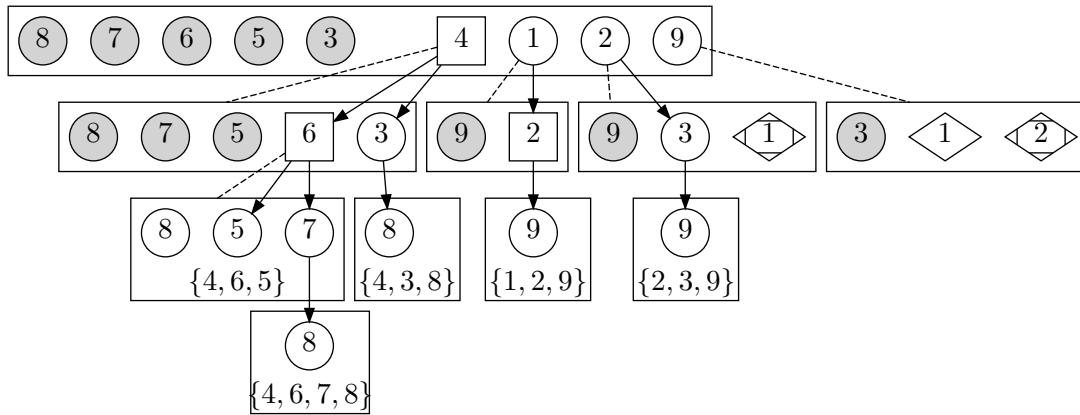 8 7 6 5 3 4 1 2 9
8 7 5 6 3 9 2 9 3 1 3 1 2
8 5 7 8 9 9
{4, 6, 5} {4, 3, 8} {1, 2, 9} {2, 3, 9}
8
{4, 6, 7, 8}